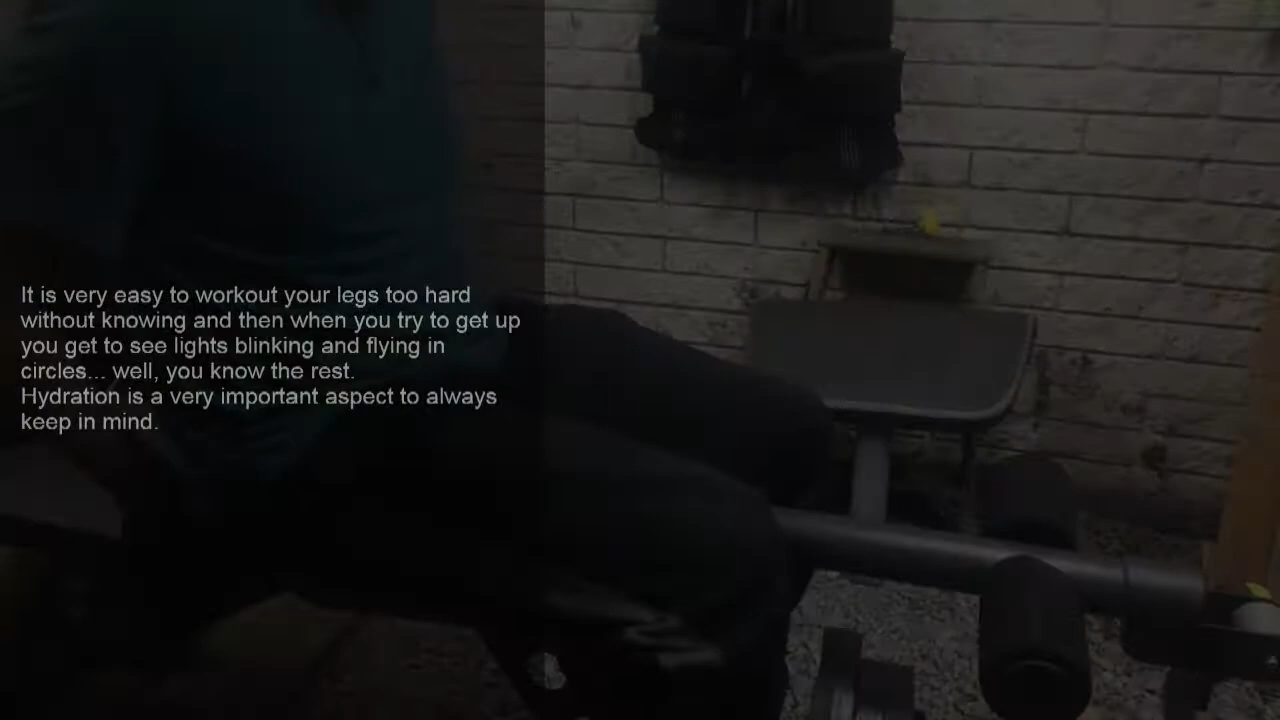 It is very easy to workout your legs too hard
without knowing and then when you try to get up
you get to see lights blinking and flying in
circles... well, you know the rest.
Hydration is a very important aspect to always
keep in mind.